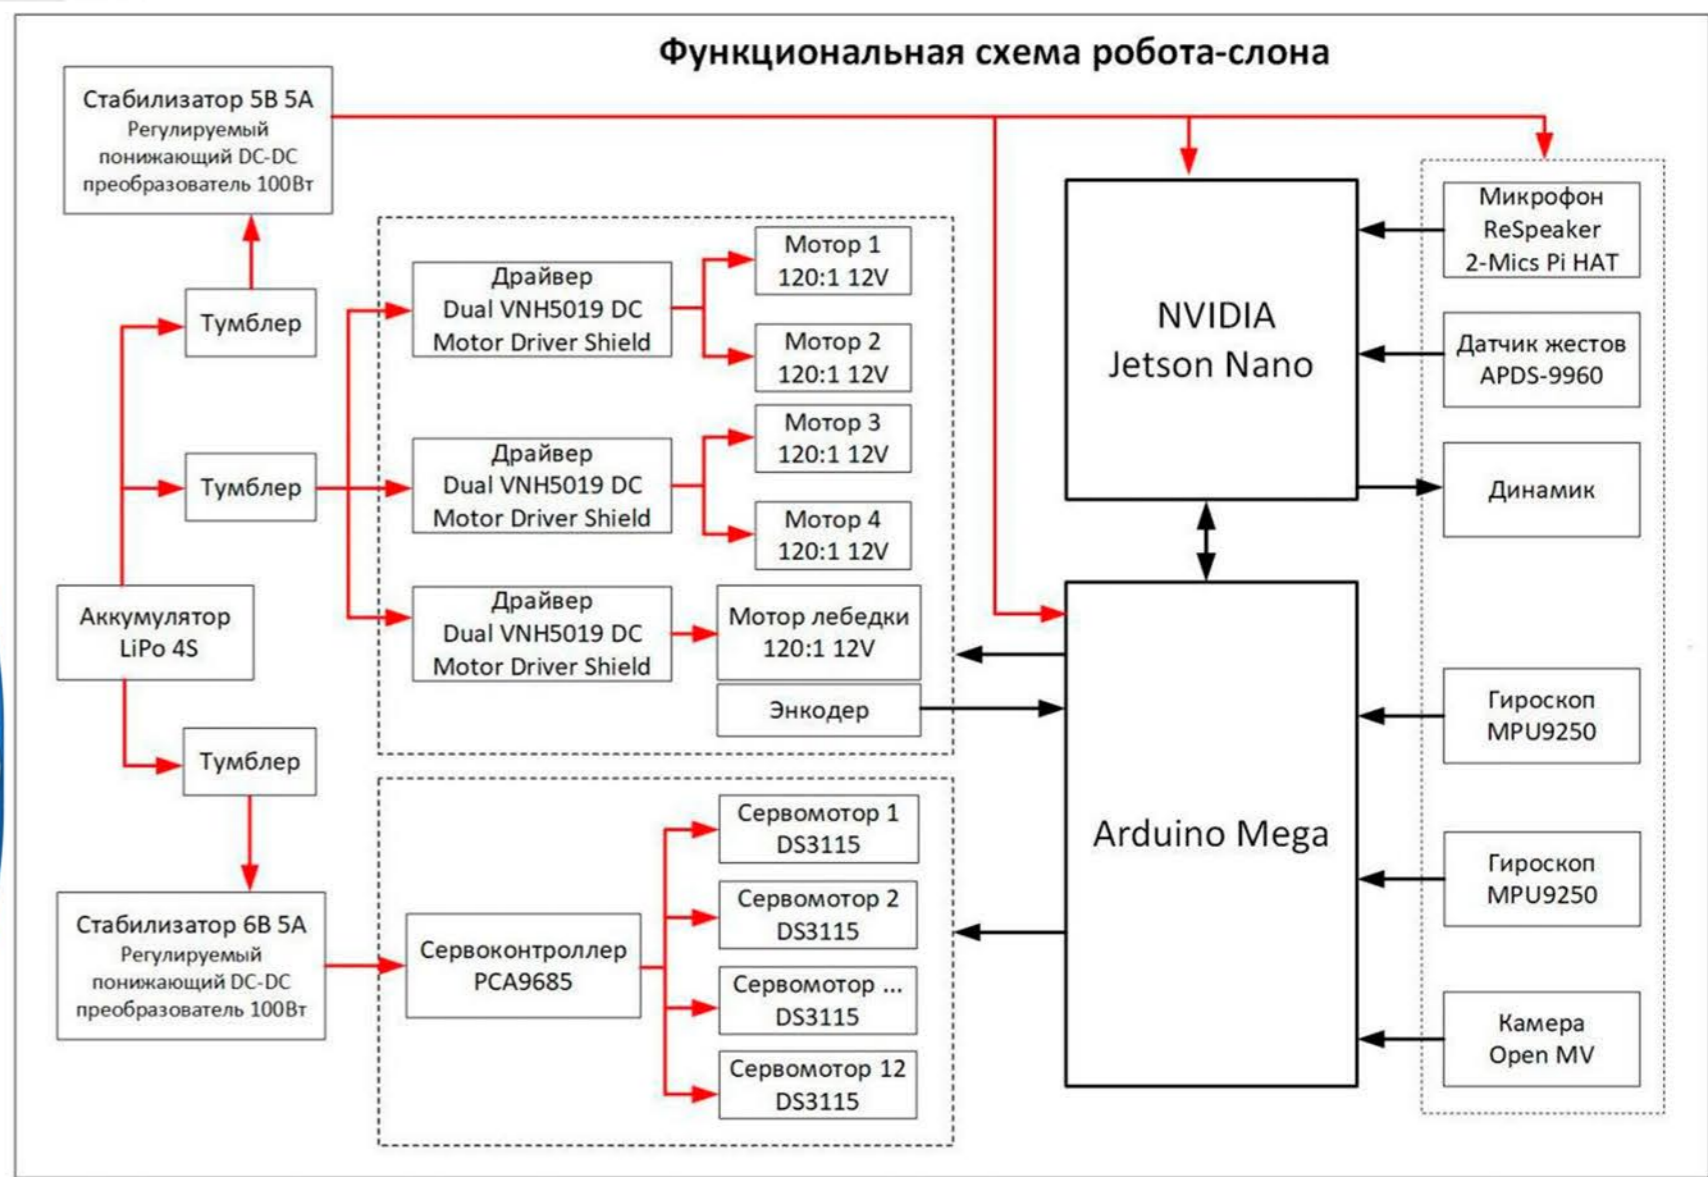 Функциональная схема робота-слона
Стабилизатор 5В 5А
Регулируемый
понижающий DC-DC
преобразователь 100Вт
Тумблер
Тумблер
Аккумулятор
LiPo 4S
Тумблер
Стабилизатор 6В 5А
Регулируемый
понижающий DC-DC
преобразователь 100Вт
Драйвер
Dual VNH5019 DC
Motor Driver Shield
Мотор 1
120:1 12V
Мотор 2
120:1 12V
Драйвер
Dual VNH5019 DC
Motor Driver Shield
Мотор 3
120:1 12V
Мотор 4
120:1 12V
Драйвер
Dual VNH5019 DC
Motor Driver Shield
Мотор лебедки
120:1 12V
Энкодер
Сервоконтроллер
PCA9685
Сервомотор 1
DS3115
Сервомотор 2
DS3115
Сервомотор ...
DS3115
Сервомотор 12
DS3115
NVIDIA
Jetson Nano
Arduino Mega
Микрофон
ReSpeaker
2-Mics Pi HAT
Датчик жестов
APDS-9960
Динамик
Гироскоп
MPU9250
Гироскоп
MPU9250
Камера
Open MV